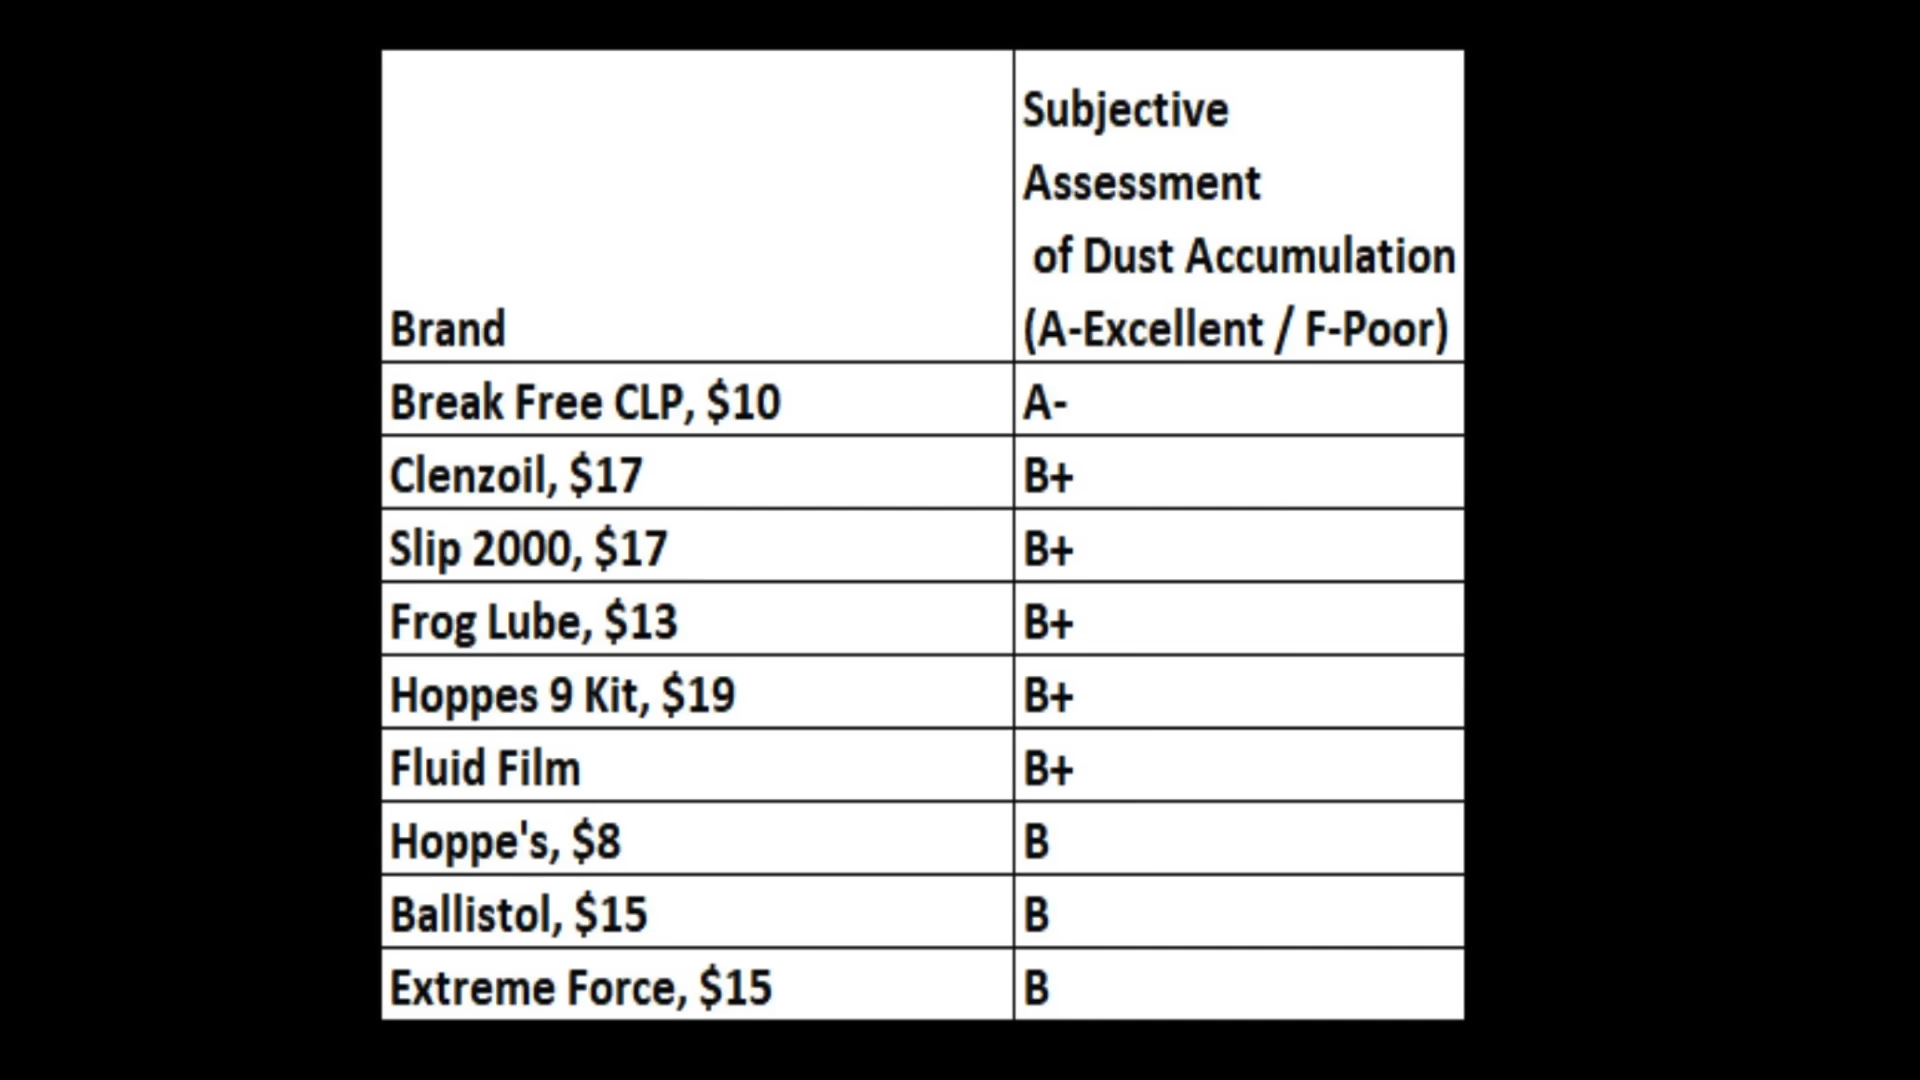 Subjective
Assessment
of Dust Accumulation
Brand (A-Excellent / F-Poor)
Break Free CLP, $10 A-
Clenzoil, $17 B+
Slip 2000, $17 B+
Frog Lube, $13 B+
Hoppes 9 Kit, $19 B+
Fluid Film B+
Hoppe's, $8 B
Ballistol, $15 B
Extreme Force, $15 B